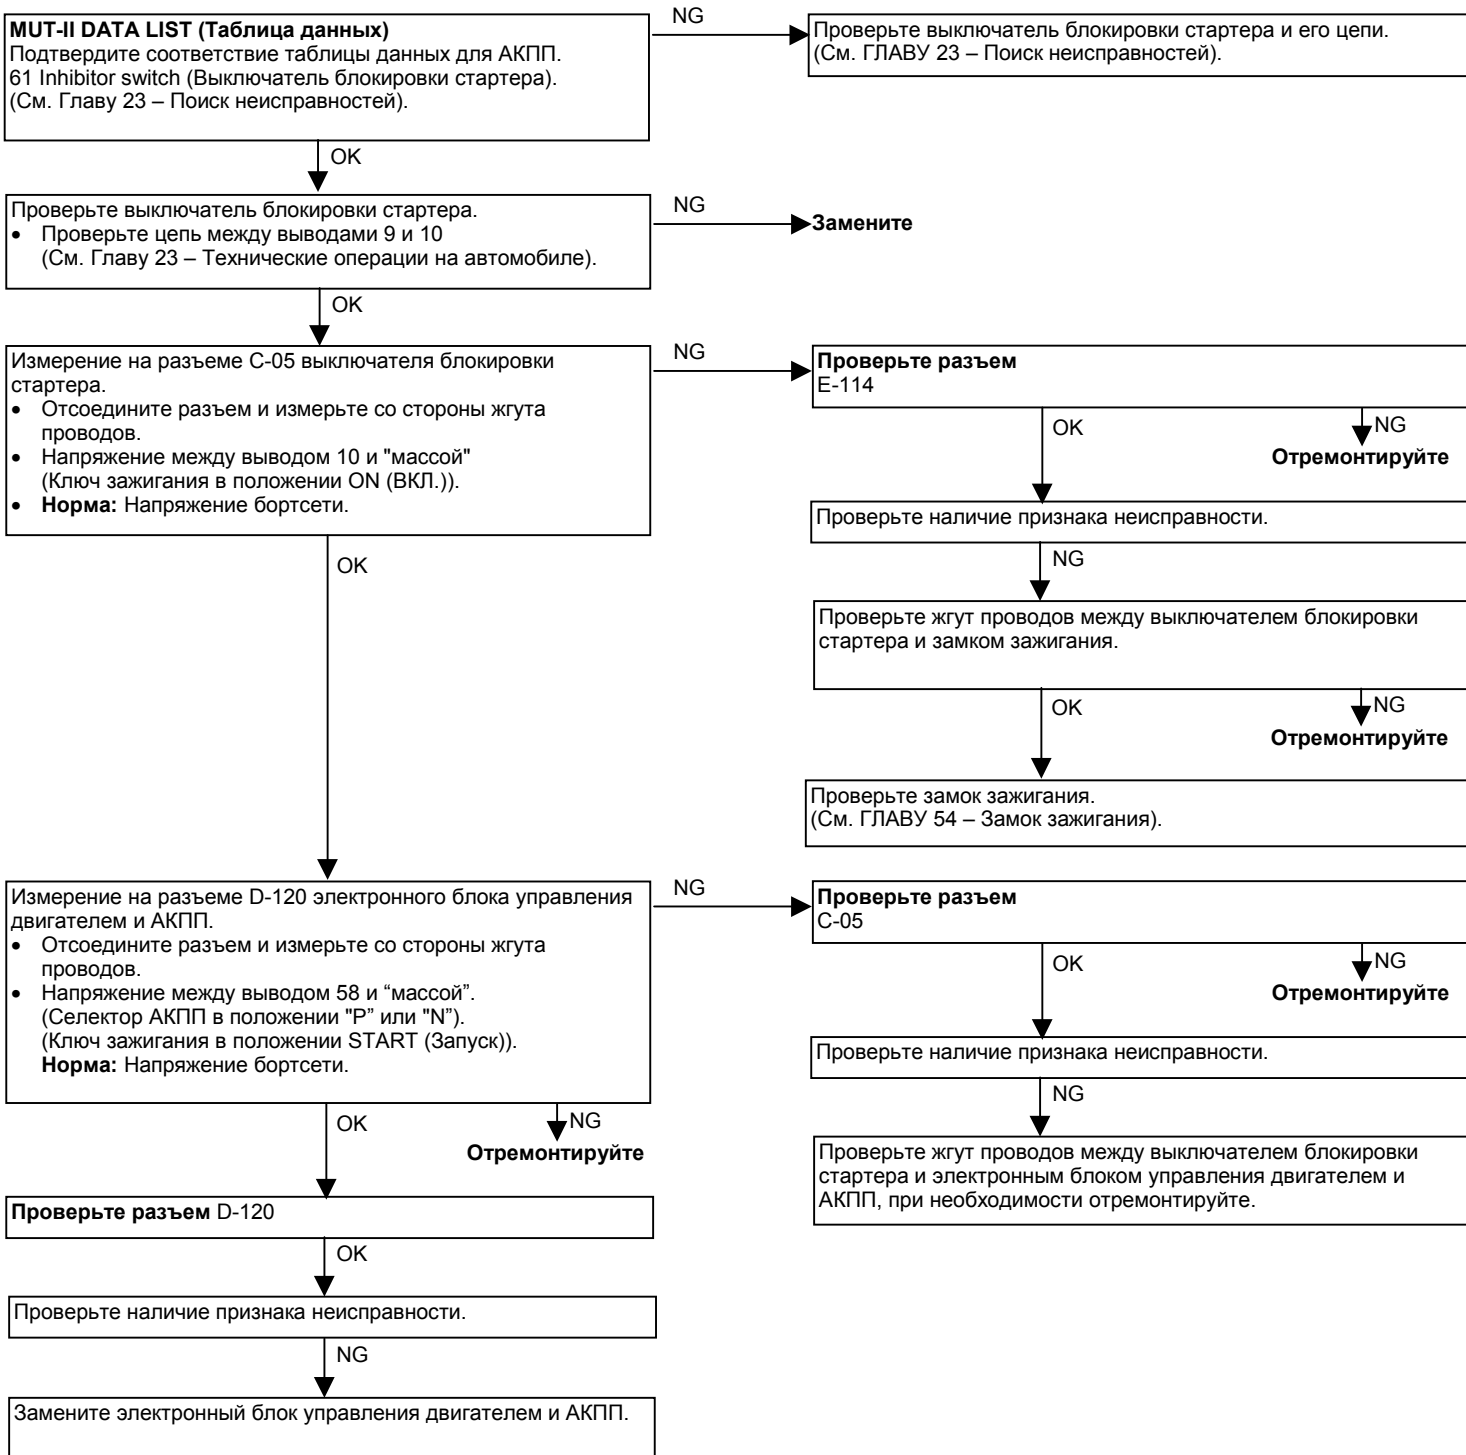 MUT-II DATA LIST (Таблица данных)
Подтвердите соответствие таблицы данных для АКПП.
61 Inhibitor switch (Выключатель блокировки стартера).
(См. Главу 23 – Поиск неисправностей).
NG
Проверьте выключатель блокировки стартера и его цепи.
(См. ГЛАВУ 23 – Поиск неисправностей).
OK
Проверьте выключатель блокировки стартера.
• Проверьте цепь между выводами 9 и 10
(См. Главу 23 – Технические операции на автомобиле).
NG
Замените
OK
Измерение на разъеме C-05 выключателя блокировки
стартера.
• Отсоедините разъем и измерьте со стороны жгута
проводов.
• Напряжение между выводом 10 и "массой"
(Ключ зажигания в положении ON (ВКЛ.)).
• Норма: Напряжение бортсети.
NG
Проверьте разъем
E-114
OK
NG
Отремонтируйте
Проверьте наличие признака неисправности.
NG
Проверьте жгут проводов между выключателем блокировки
стартера и замком зажигания.
OK
NG
Отремонтируйте
Проверьте замок зажигания.
(См. ГЛАВУ 54 – Замок зажигания).
OK
Измерение на разъеме D-120 электронного блока управления
двигателем и АКПП.
• Отсоедините разъем и измерьте со стороны жгута
проводов.
• Напряжение между выводом 58 и “массой”.
(Селектор АКПП в положении "P” или "N”).
(Ключ зажигания в положении START (Запуск)).
Норма: Напряжение бортсети.
NG
Проверьте разъем
C-05
OK
NG
Отремонтируйте
Проверьте наличие признака неисправности.
NG
Проверьте жгут проводов между выключателем блокировки
стартера и электронным блоком управления двигателем и
АКПП, при необходимости отремонтируйте.
OK
NG
Отремонтируйте
Проверьте разъем D-120
OK
Проверьте наличие признака неисправности.
NG
Замените электронный блок управления двигателем и АКПП.